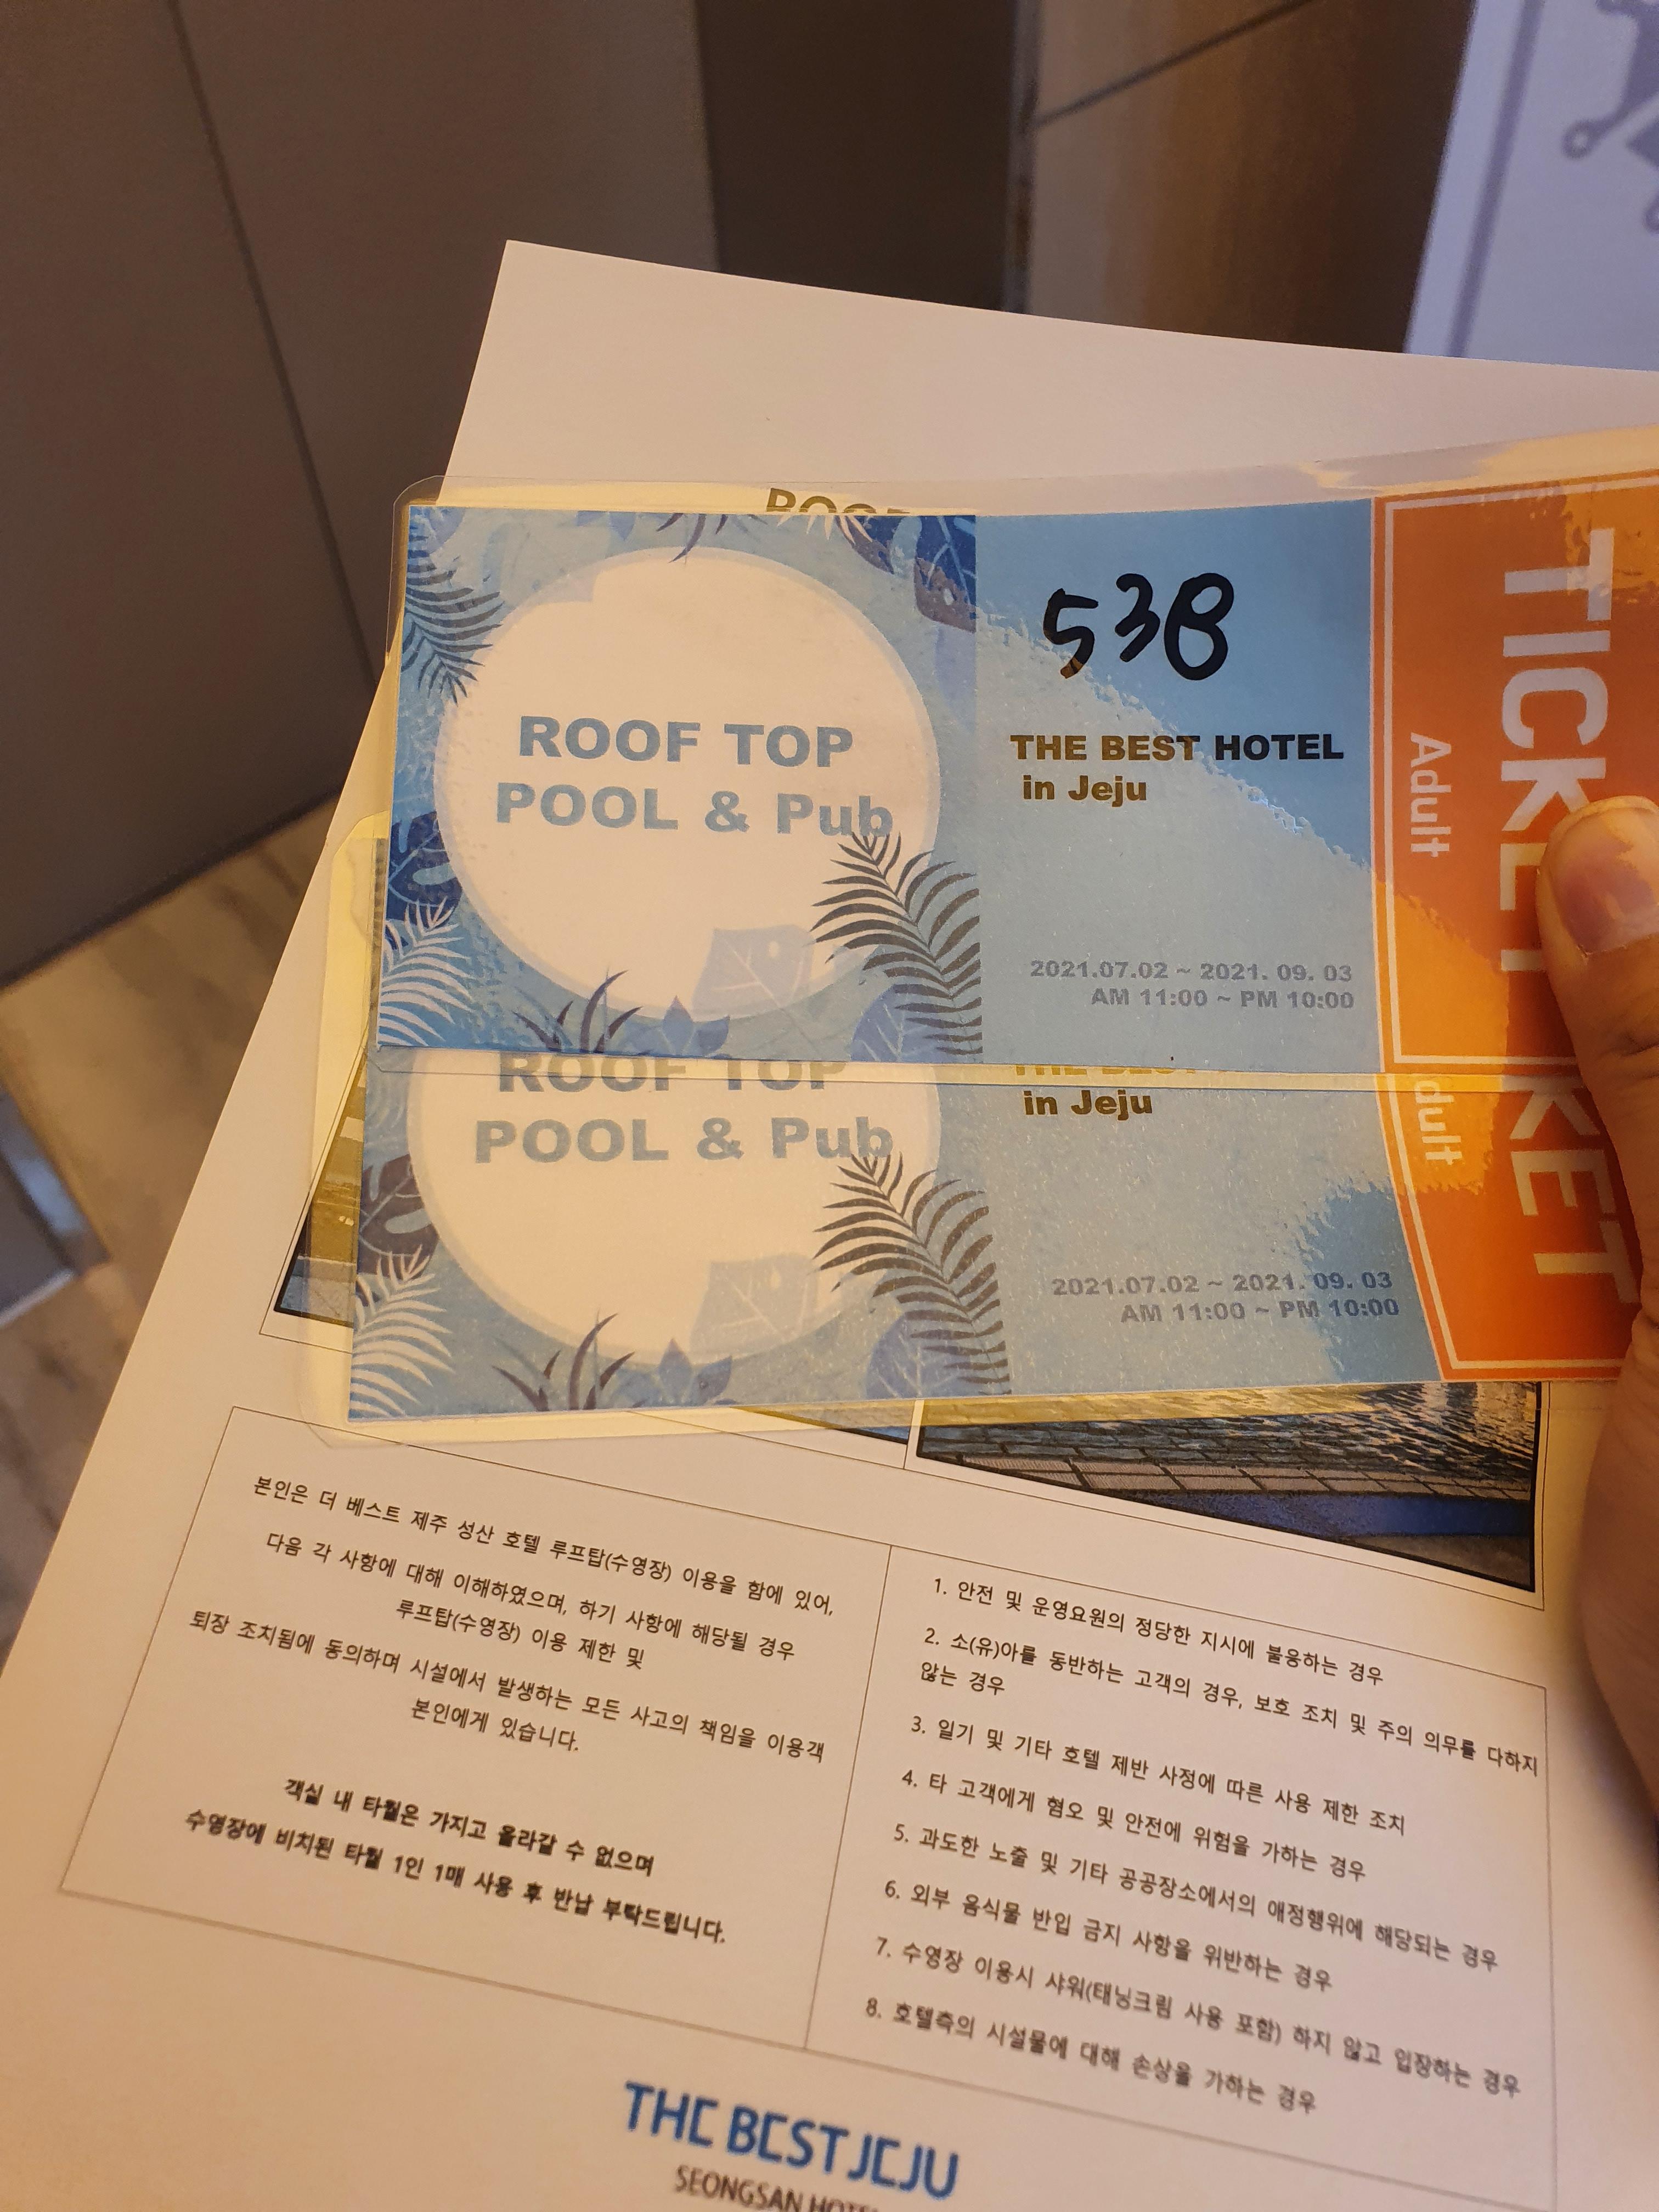 538
ROOF TOP
POOL & Pub
THE BEST HOTEL
in Jeju
2021.07.02 ~ 2021. 09. 03
AM 11:00 ~ PM 10:00
TICKET
Adult
ROOF TOP
POOL & Pub
in Jeju
2021.07.02 ~ 2021. 09. 03
AM 11:00 ~ PM 10:00
본인은 더 베스트 제주 성산 호텔 루프탑(수영장) 이용을 함에 있어,
다음 각 사항에 대해 이해하였으며, 하기 사항에 해당될 경우
루프탑(수영장) 이용 제한 및
퇴장 조치됨에 동의하며 시설에서 발생하는 모든 사고의 책임을 이용객
본인에게 있습니다.
객실 내 타월은 가지고 올라갈 수 없으며
수영장에 비치된 타월 1인 1매 사용 후 반납 부탁드립니다.
1. 안전 및 운영요원의 정당한 지시에 불응하는 경우
2. 소(유)아를 동반하는 고객의 경우, 보호 조치 및 주의 의무를 다하지
않는 경우
3. 일기 및 기타 호텔 제반 사정에 따른 사용 제한 조치
4. 타 고객에게 혐오 및 안전에 위험을 가하는 경우
5. 과도한 노출 및 기타 공공장소에서의 애정행위에 해당되는 경우
6. 외부 음식물 반입 금지 사항을 위반하는 경우
7. 수영장 이용시 샤워(태닝크림 사용 포함) 하지 않고 입장하는 경우
8. 호텔측의 시설물에 대해 손상을 가하는 경우
THE BEST JEJU
SEONGSAN HOTEL